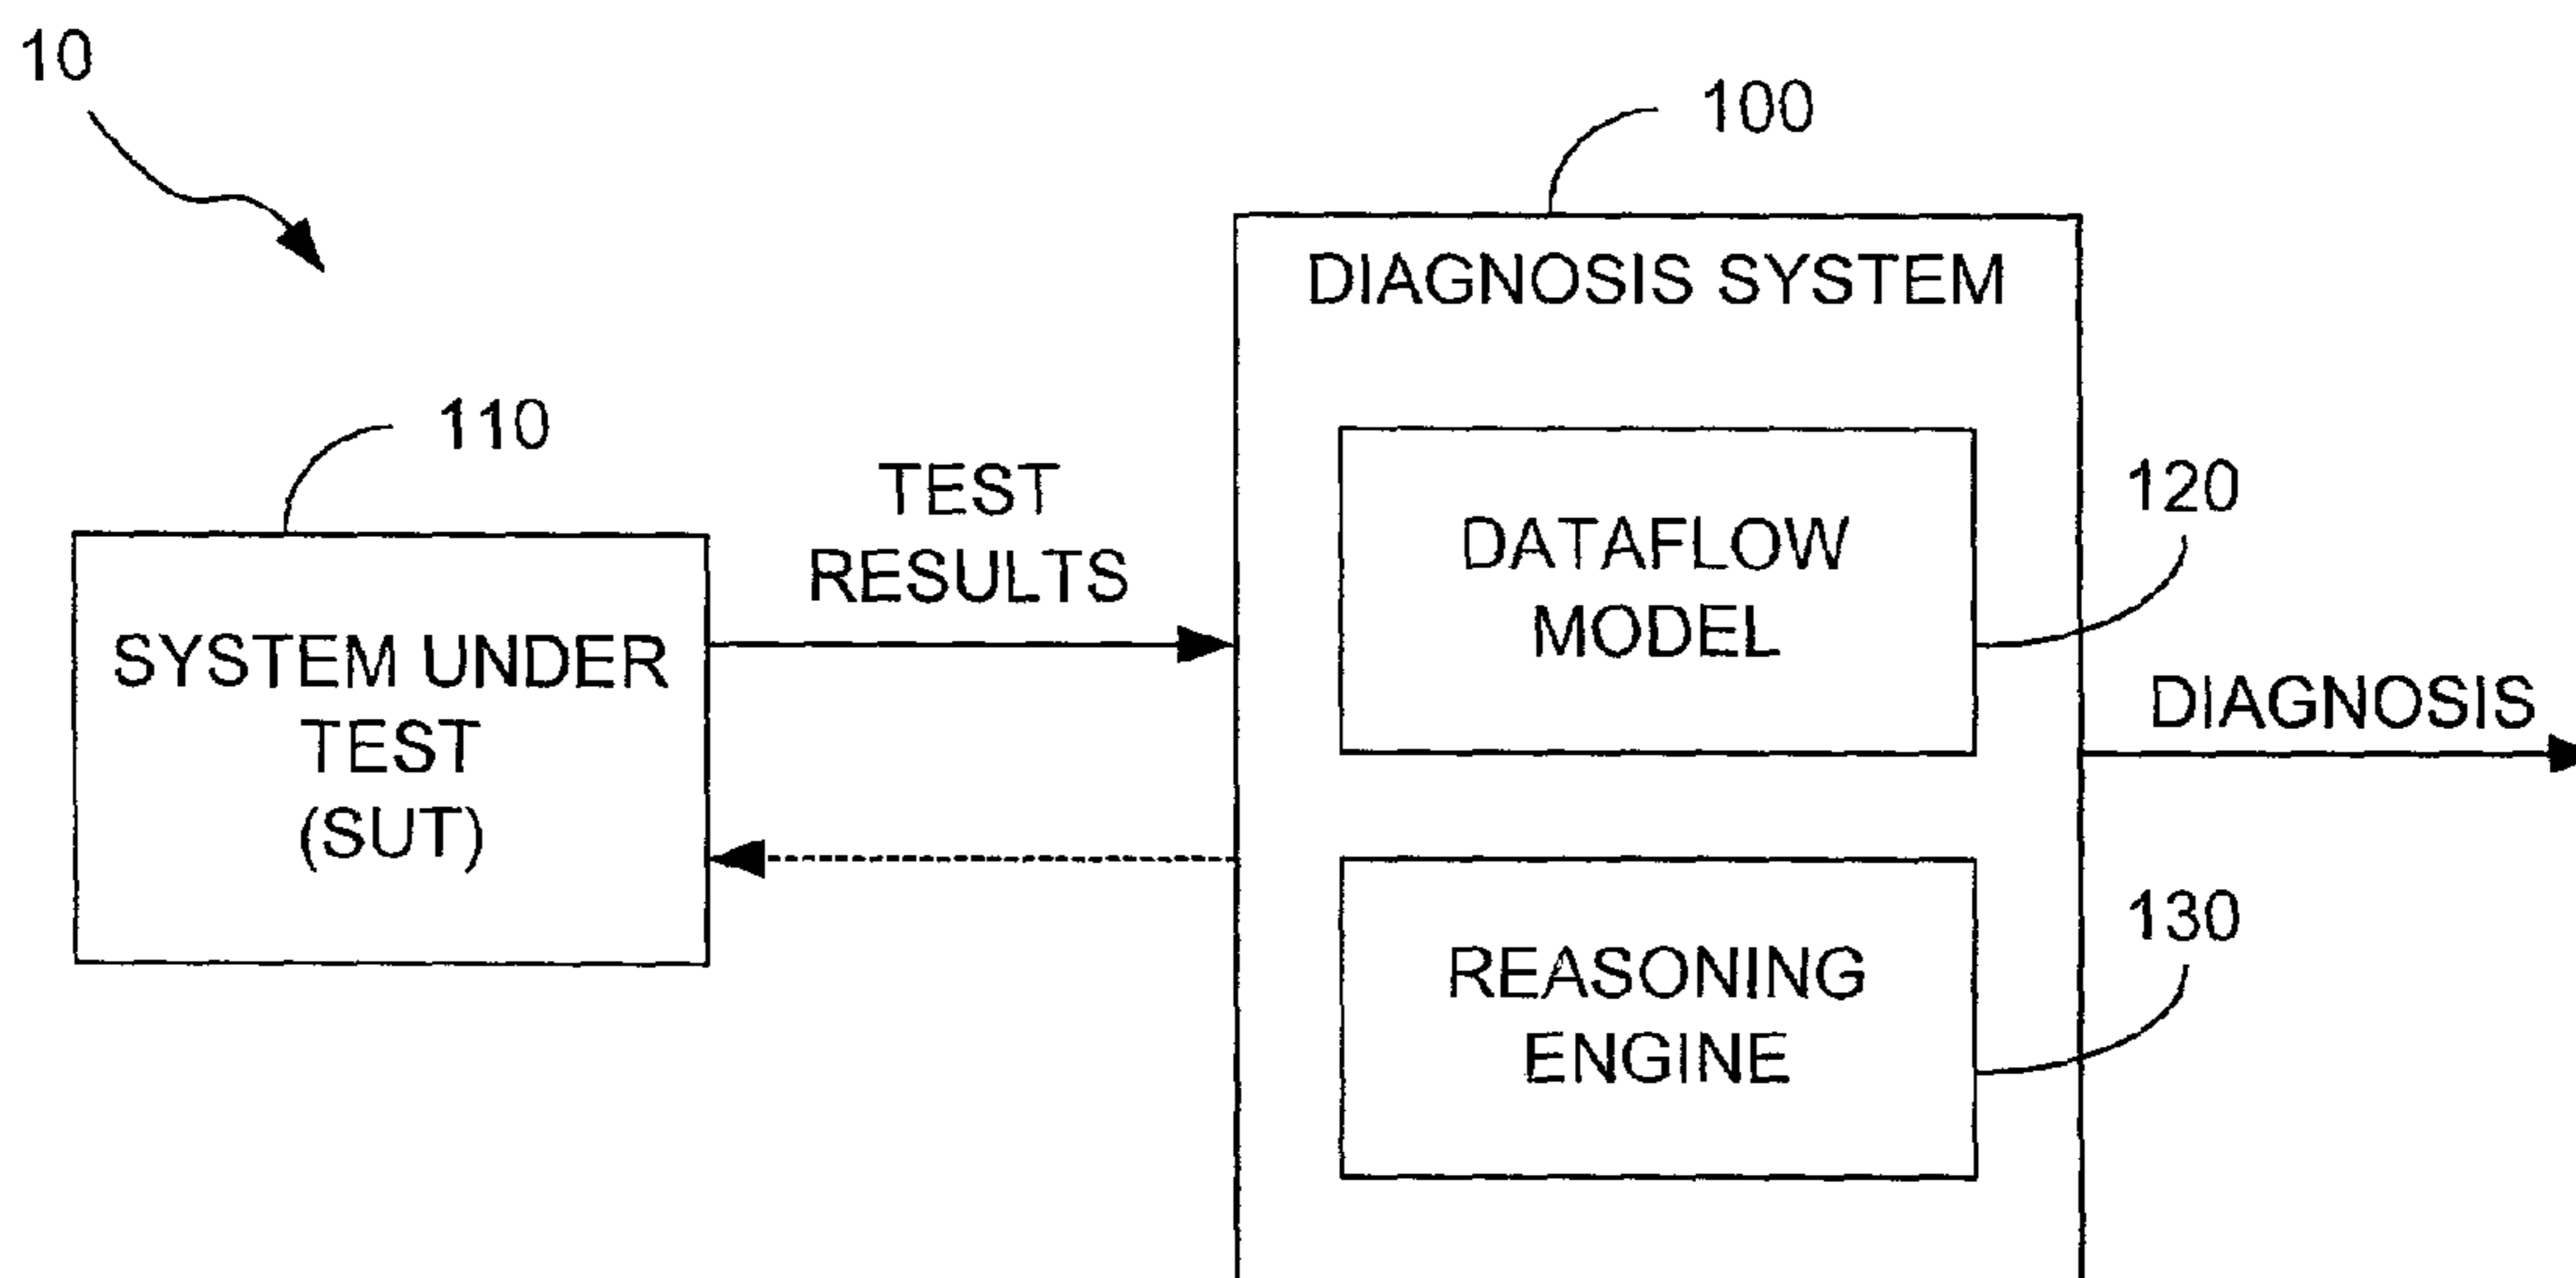 10
100
DIAGNOSIS SYSTEM
110
TEST
RESULTS
120
DATAFLOW
MODEL
SYSTEM UNDER
TEST
(SUT)
DIAGNOSIS
130
REASONING
ENGINE